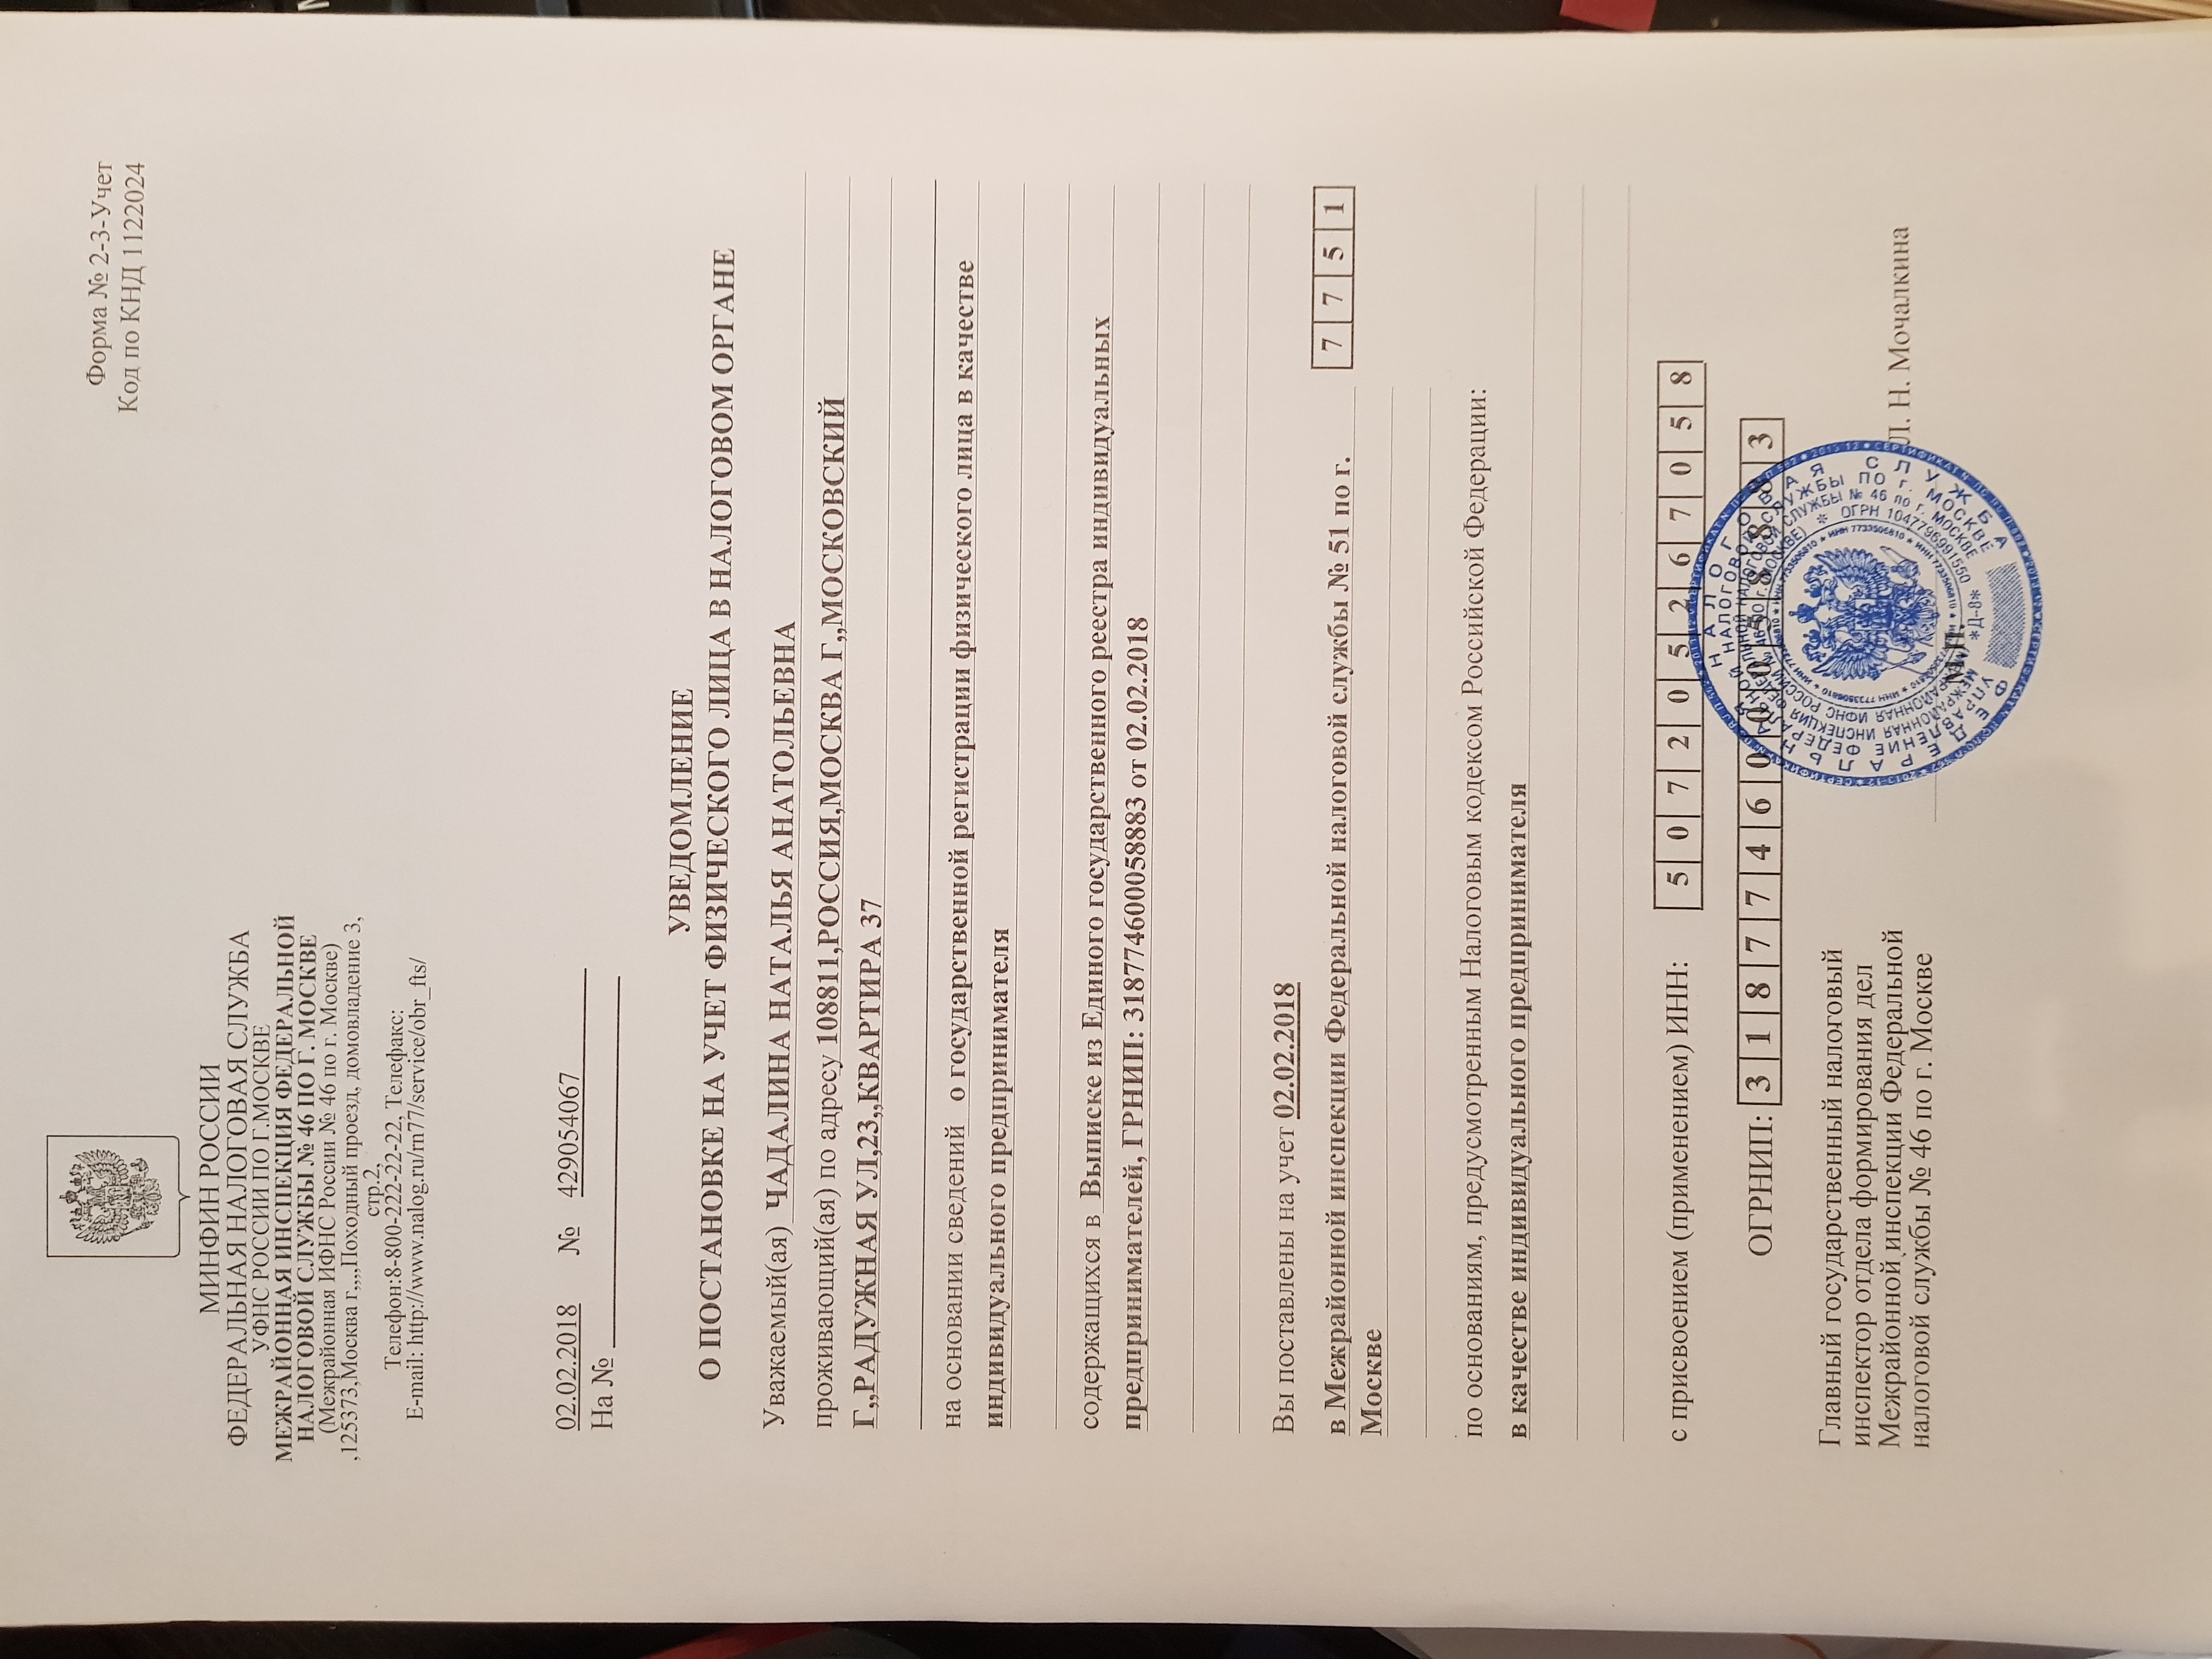 Форма № 2-3-Учет
Код по КНД 1122024
МИНФИН РОССИИ
ФЕДЕРАЛЬНАЯ НАЛОГОВАЯ СЛУЖБА
УФНС РОССИИ ПО Г.МОСКВЕ
МЕЖРАЙОННАЯ ИНСПЕКЦИЯ ФЕДЕРАЛЬНОЙ
НАЛОГОВОЙ СЛУЖБЫ № 46 ПО Г. МОСКВЕ
(Межрайонная ИФНС России № 46 по г. Москве)
,125373,Москва г,,,,Походный проезд, домовладение 3,
стр.2,
Телефон:8-800-222-22-22, Телефакс:
E-mail: http://www.nalog.ru/rn77/service/obr_fts/
02.02.2018 № 429054067
На №
УВЕДОМЛЕНИЕ
О ПОСТАНОВКЕ НА УЧЕТ ФИЗИЧЕСКОГО ЛИЦА В НАЛОГОВОМ ОРГАНЕ
Уважаемый(ая) ЧАДАЛИНА НАТАЛЬЯ АНАТОЛЬЕВНА
проживающий(ая) по адресу 108811,РОССИЯ,МОСКВА Г,,МОСКОВСКИЙ
Г,,РАДУЖНАЯ УЛ,23,,КВАРТИРА 37
на основании сведений о государственной регистрации физического лица в качестве
индивидуального предпринимателя
содержащихся в Выписке из Единого государственного реестра индивидуальных
предпринимателей, ГРНИП: 318774600058883 от 02.02.2018
Вы поставлены на учет 02.02.2018
в Межрайонной инспекции Федеральной налоговой службы № 51 по г. 7 7 5 1
Москве
по основаниям, предусмотренным Налоговым кодексом Российской Федерации:
в качестве индивидуального предпринимателя
с присвоением (применением) ИНН: 5 0 7 2 0 5 2 6 7 0 5 8
ОГРНИП: 3 1 8 7 7 4 6 0 0 0 5 8 8 8 3
Главный государственный налоговый
инспектор отдела формирования дел
Межрайонной инспекции Федеральной
налоговой службы № 46 по г. Москве
Л. Н. Мочалкина
М.П.
ФЕДЕРАЛЬНАЯ НАЛОГОВАЯ СЛУЖБА
УПРАВЛЕНИЕ ФЕДЕРАЛЬНОЙ НАЛОГОВОЙ СЛУЖБЫ ПО Г. МОСКВЕ
МЕЖРАЙОННАЯ ИНСПЕКЦИЯ ФЕДЕРАЛЬНОЙ НАЛОГОВОЙ СЛУЖБЫ № 46 ПО Г. МОСКВЕ
(МЕЖРАЙОННАЯ ИФНС РОССИИ № 46 ПО Г. МОСКВЕ) * ОГРН 1047796991550
*Д-8*